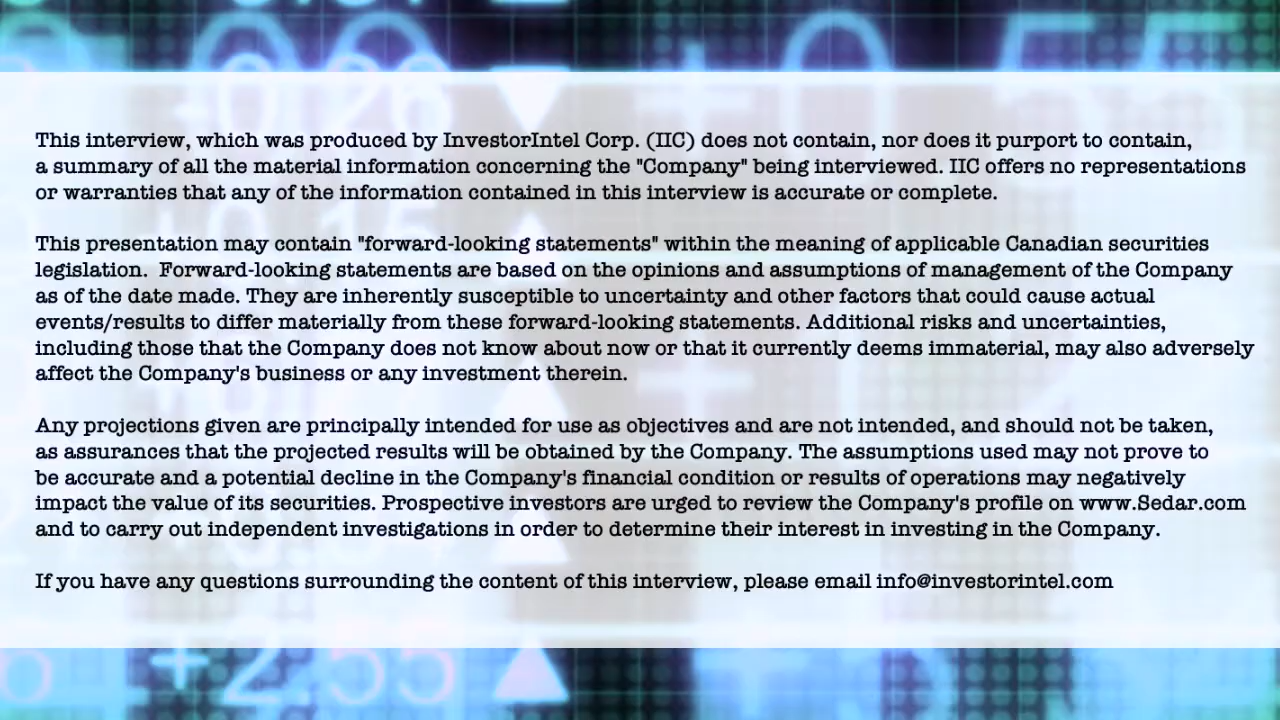 This interview, which was produced by InvestorIntel Corp. (IIC) does not contain, nor does it purport to contain,
a summary of all the material information concerning the "Company" being interviewed. IIC offers no representations
or warranties that any of the information contained in this interview is accurate or complete.
This presentation may contain "forward-looking statements" within the meaning of applicable Canadian securities
legislation.  Forward-looking statements are based on the opinions and assumptions of management of the Company
as of the date made. They are inherently susceptible to uncertainty and other factors that could cause actual
events/results to differ materially from these forward-looking statements. Additional risks and uncertainties,
including those that the Company does not know about now or that it currently deems immaterial, may also adversely
affect the Company's business or any investment therein.
Any projections given are principally intended for use as objectives and are not intended, and should not be taken,
as assurances that the projected results will be obtained by the Company. The assumptions used may not prove to
be accurate and a potential decline in the Company's financial condition or results of operations may negatively
impact the value of its securities. Prospective investors are urged to review the Company's profile on www.Sedar.com
and to carry out independent investigations in order to determine their interest in investing in the Company.
If you have any questions surrounding the content of this interview, please email info@investorintel.com
+2.55